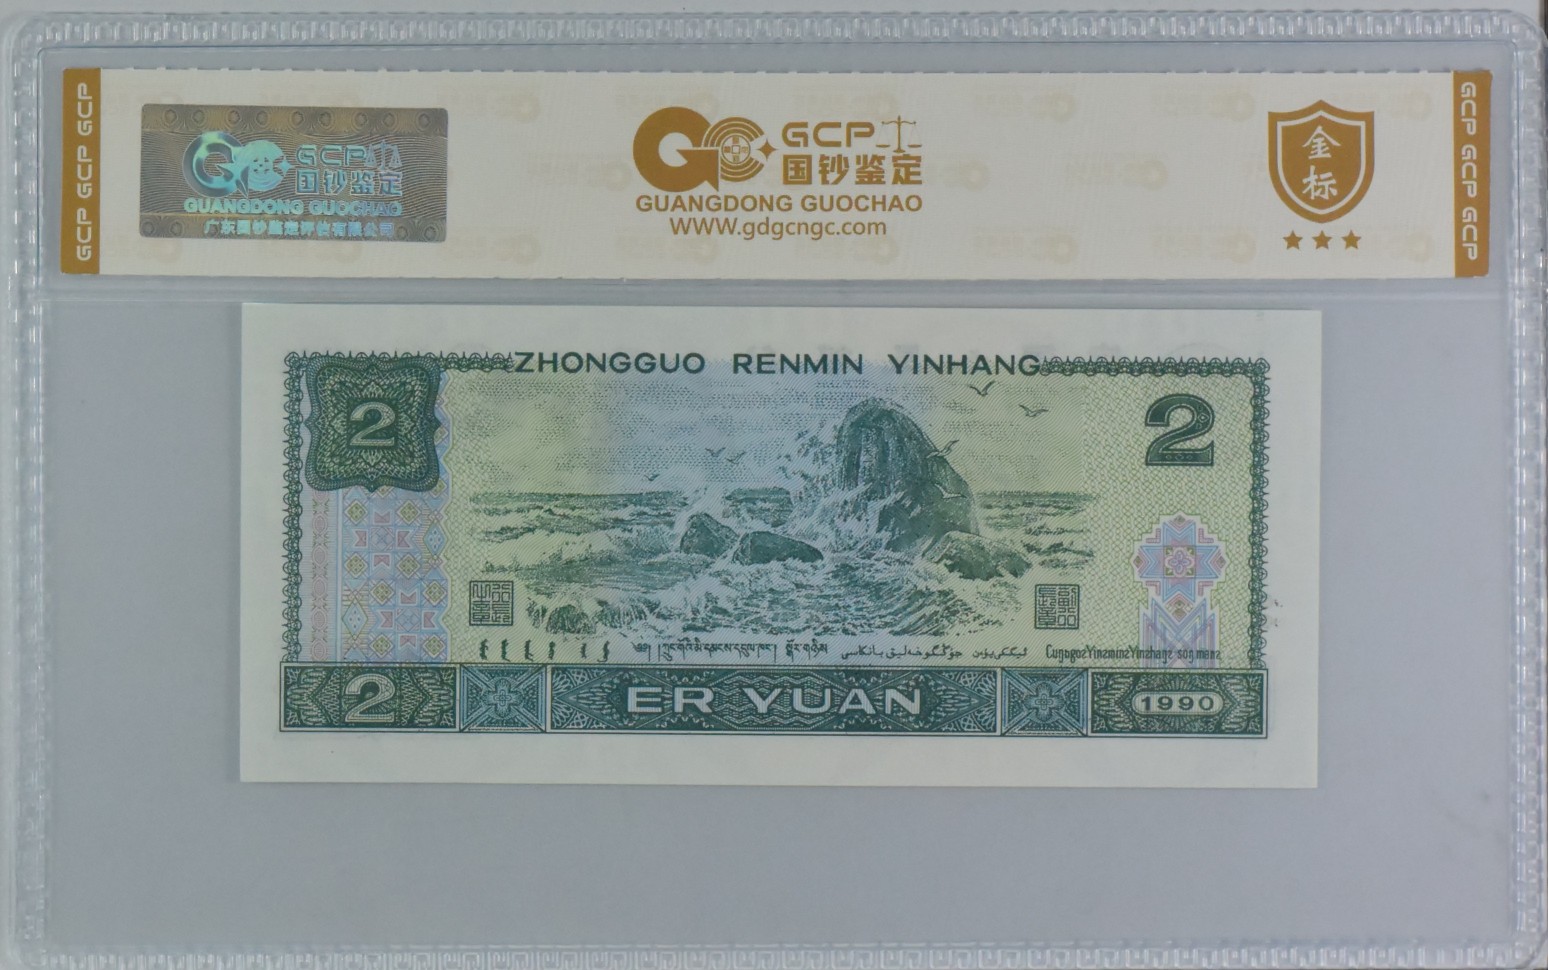 GCP GCP GCP
GCP
国钞鉴定
GUANGDONG GUOCHAO
广东国钞鉴定评估有限公司
GCP
国钞鉴定
GUANGDONG GUOCHAO
WWW.gdgcngc.com
金标
GCP GCP GCP
ZHONGGUO RENMIN YINHANG
2
2
2
ER YUAN
1990